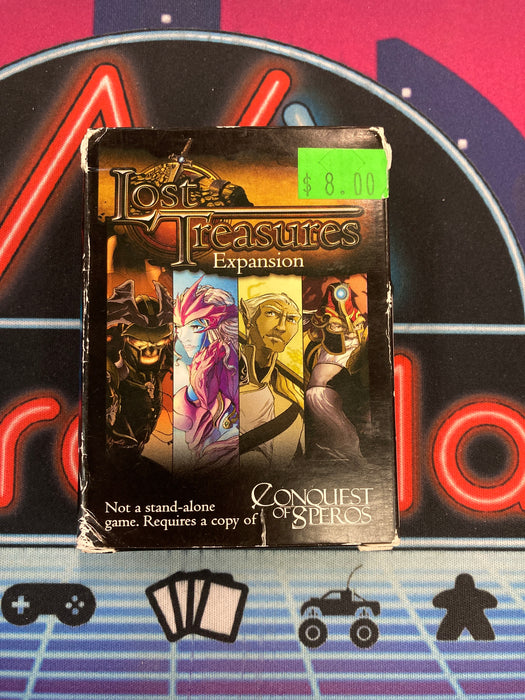 $ 8.00
Lost
Treasures
Expansion
Not a stand-alone
game. Requires a copy of
CONQUEST
OF SPEROS